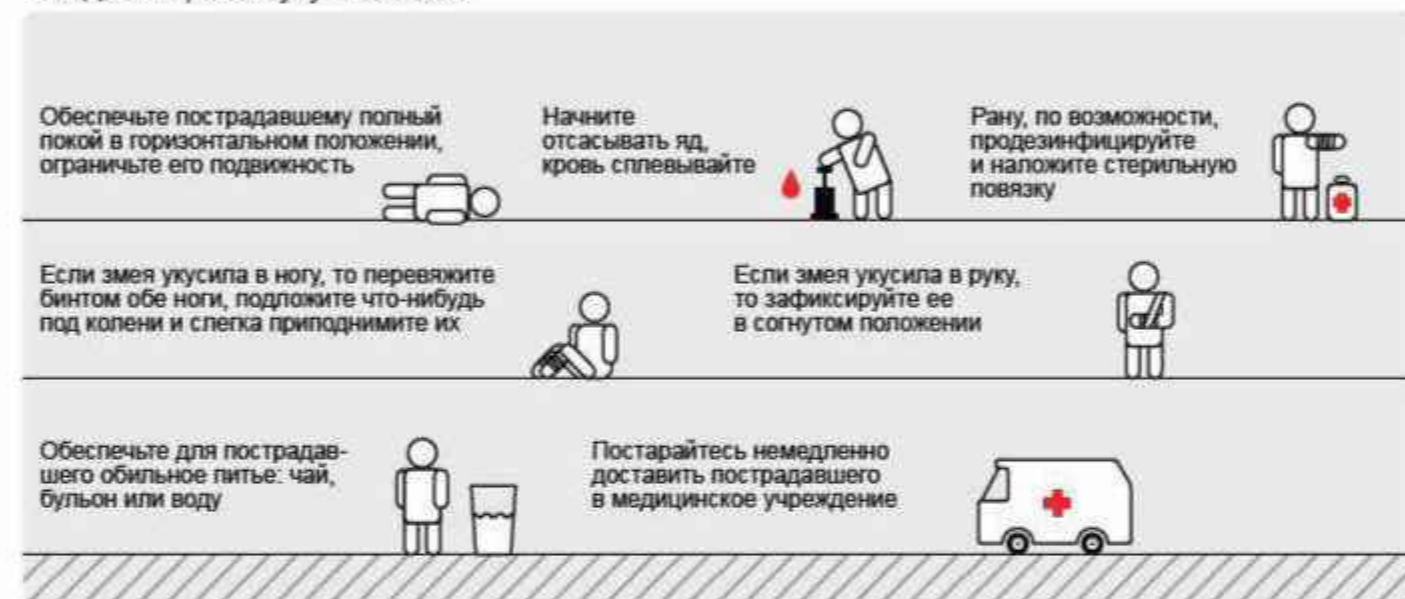 Обеспечьте пострадавшему полный
покой в горизонтальном положении,
ограничьте его подвижность
Начните
отсасывать яд,
кровь сплевывайте
Рану, по возможности,
продезинфицируйте
и наложите стерильную
повязку
Если змея укусила в ногу, то перевяжите
бинтом обе ноги, подложите что-нибудь
под колени и слегка приподнимите их
Если змея укусила в руку,
то зафиксируйте ее
в согнутом положении
Обеспечьте для пострадав-
шего обильное питье: чай,
бульон или воду
Постарайтесь немедленно
доставить пострадавшего
в медицинское учреждение